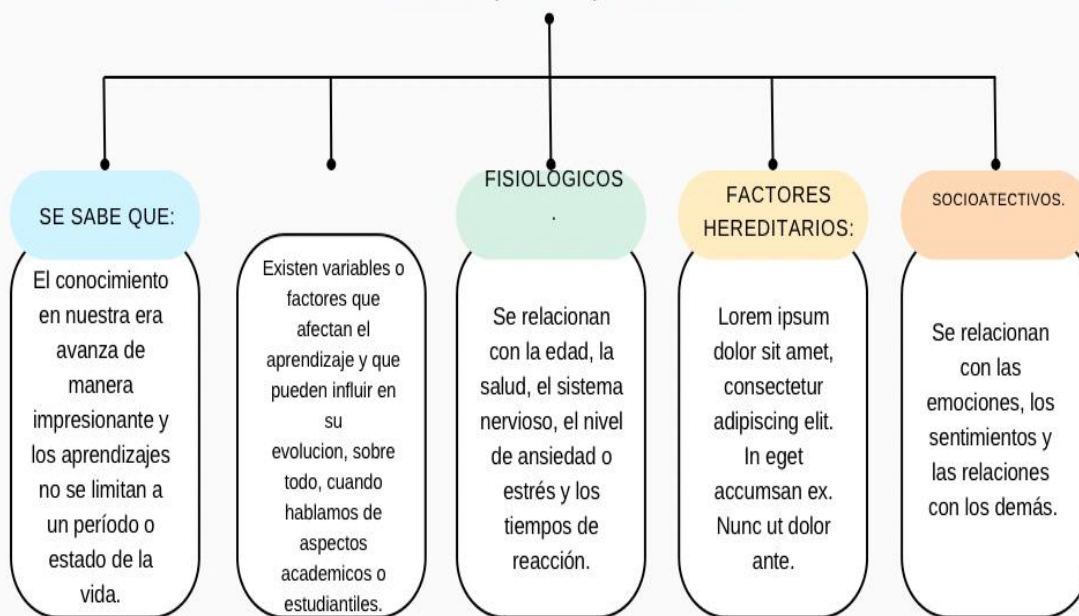 SE SABE QUE:
El conocimiento
en nuestra era
avanza de
manera
impresionante y
los aprendizajes
no se limitan a
un período o
estado de la
vida.
Existen variables o
factores que
afectan el
aprendizaje y que
pueden influir en
su
evolucion, sobre
todo, cuando
hablamos de
aspectos
academicos o
estudiantiles.
FISIOLÓGICOS
.
Se relacionan
con la edad, la
salud, el sistema
nervioso, el nivel
de ansiedad o
estrés y los
tiempos de
reacción.
FACTORES
HEREDITARIOS:
Lorem ipsum
dolor sit amet,
consectetur
adipiscing elit.
In eget
accumsan ex.
Nunc ut dolor
ante.
SOCIOATECTIVOS.
Se relacionan
con las
emociones, los
sentimientos y
las relaciones
con los demás.